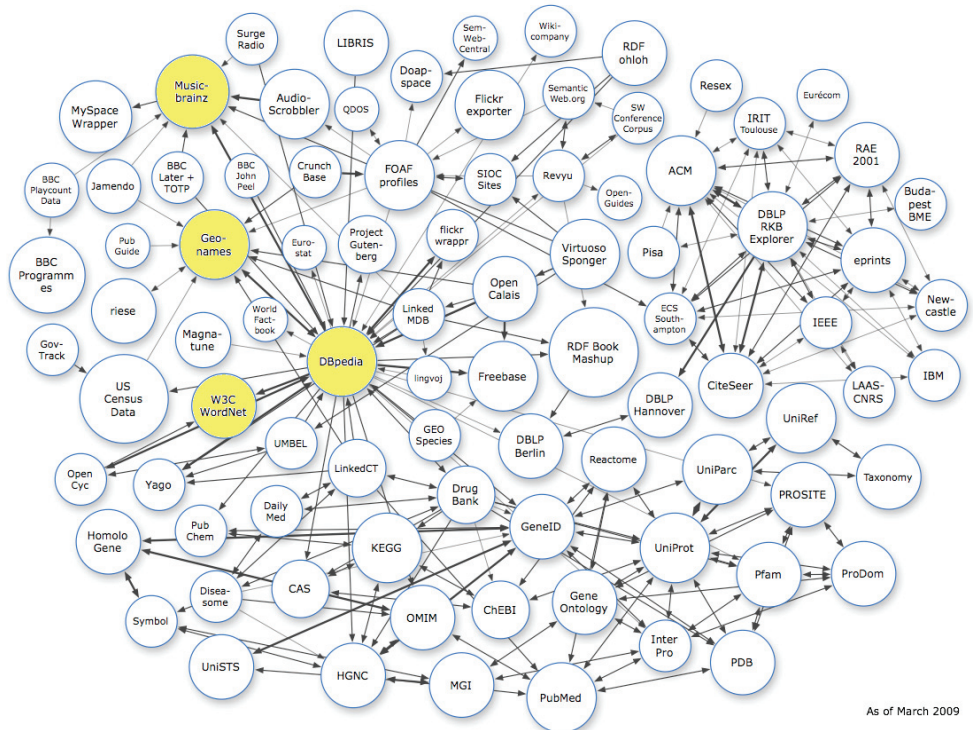 Surge
Radio
LIBRIS
Sem-
Web-
Central
Wiki-
company
RDF
ohloh
Doap-
space
Music-
brainz
MySpace
Wrapper
Audio-
Scrobbler
QDOS
Flickr
exporter
Semantic
Web.org
SW
Conference
Corpus
Resex
Eurécom
IRIT
Toulouse
RAE
2001
ACM
BBC
Playcount
Data
Jamendo
BBC
Later +
TOTP
BBC
John
Peel
Crunch
Base
FOAF
profiles
SIOC
Sites
Revyu
Open-
Guides
Buda-
pest
BME
DBLP
RKB
Explorer
Pub
Guide
Geo-
names
Euro-
stat
Project
Guten-
berg
flickr
wrappr
Virtuoso
Sponger
Pisa
eprints
BBC
Programm
es
riese
World
Fact-
book
Linked
MDB
Open
Calais
ECS
South-
ampton
IEEE
New-
castle
Gov-
Track
Magna-
tune
DBpedia
RDF Book
Mashup
US
Census
Data
W3C
WordNet
lingvoj
Freebase
DBLP
Hannover
CiteSeer
LAAS-
CNRS
IBM
UMBEL
GEO
Species
DBLP
Berlin
UniRef
Open
Cyc
Yago
LinkedCT
Reactome
UniParc
Taxonomy
Drug
Bank
PROSITE
Daily
Med
Pub
Chem
Homolo
Gene
KEGG
GeneID
UniProt
Pfam
ProDom
Disea-
some
CAS
ChEBI
Gene
Ontology
Symbol
OMIM
Inter
Pro
UniSTS
HGNC
MGI
PubMed
PDB
As of March 2009